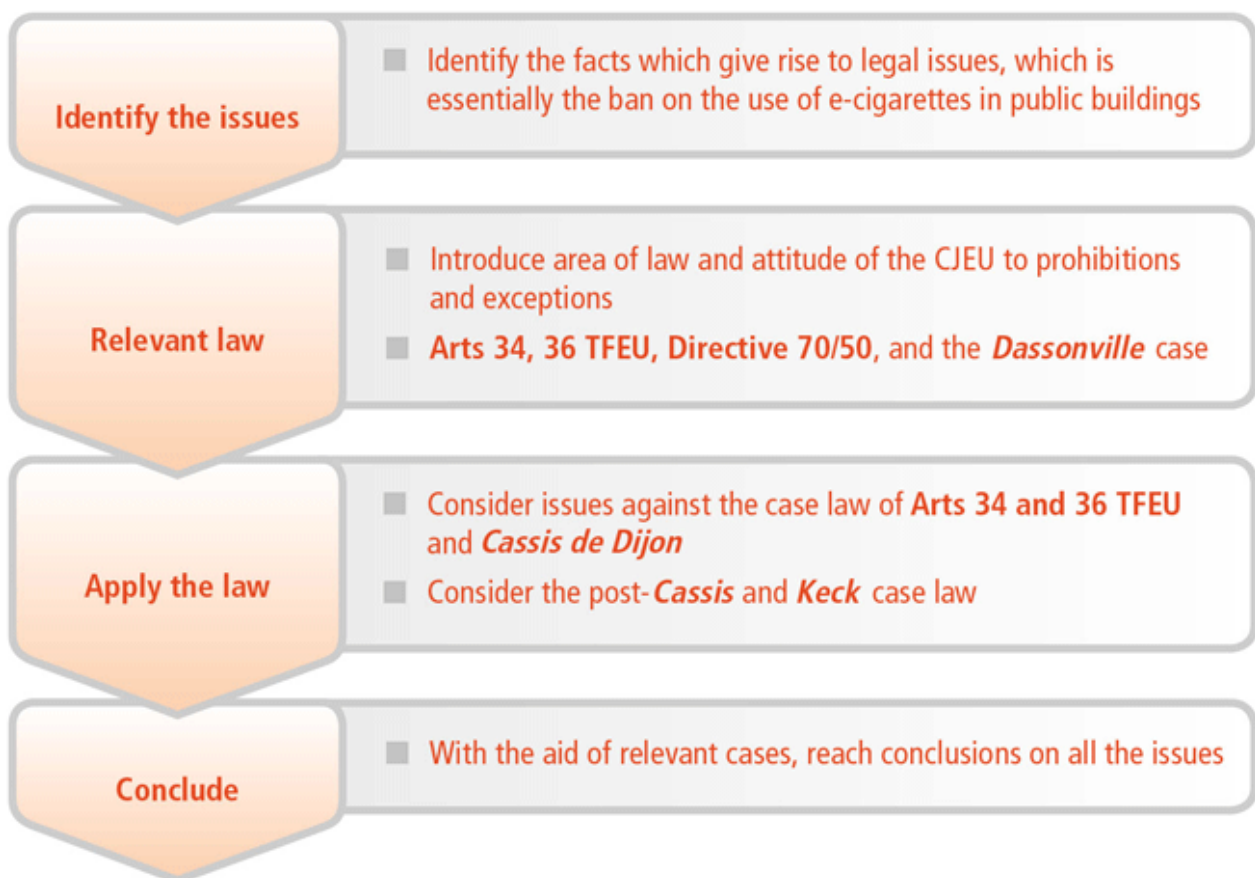 Identify the issues
Identify the facts which give rise to legal issues, which is
essentially the ban on the use of e-cigarettes in public buildings
Relevant law
Introduce area of law and attitude of the CJEU to prohibitions
and exceptions
Arts 34, 36 TFEU, Directive 70/50, and the Dassonville case
Apply the law
Consider issues against the case law of Arts 34 and 36 TFEU
and Cassis de Dijon
Consider the post-Cassis and Keck case law
Conclude
With the aid of relevant cases, reach conclusions on all the issues